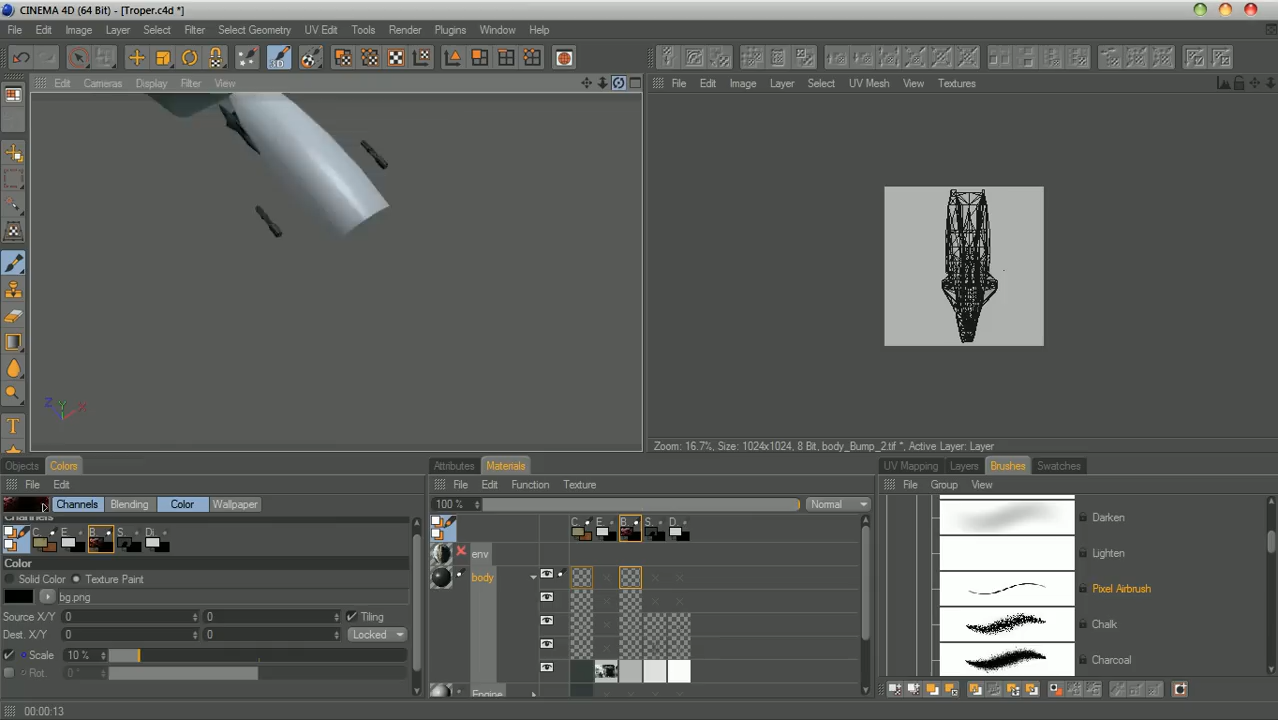 CINEMA 4D (64 Bit) - [Troper.c4d *]
File Edit Image Layer Select Filter Select Geometry UV Edit Tools Render Plugins Window Help
3D
Edit Cameras Display Filter View
File Edit Image Layer Select UV Mesh View Textures
Z Y X
Zoom: 16.7%, Size: 1024x1024, 8 Bit, body_Bump_2.tif *, Active Layer: Layer
Objects Colors
Attributes Materials
UV Mapping Layers Brushes Swatches
File Edit
File Edit Function Texture
File Group View
Channels Blending Color Wallpaper
100 % Normal
Channels
C. E. B. S. Di.
C. E. B. S. D.
Color
Solid Color Texture Paint
bg.png
Source X/Y 0 0 Tiling
Dest. X/Y 0 0 Locked
Scale 10 %
Rot. 0 °
env
body
Engine
Darken
Lighten
Pixel Airbrush
Chalk
Charcoal
T
00:00:13